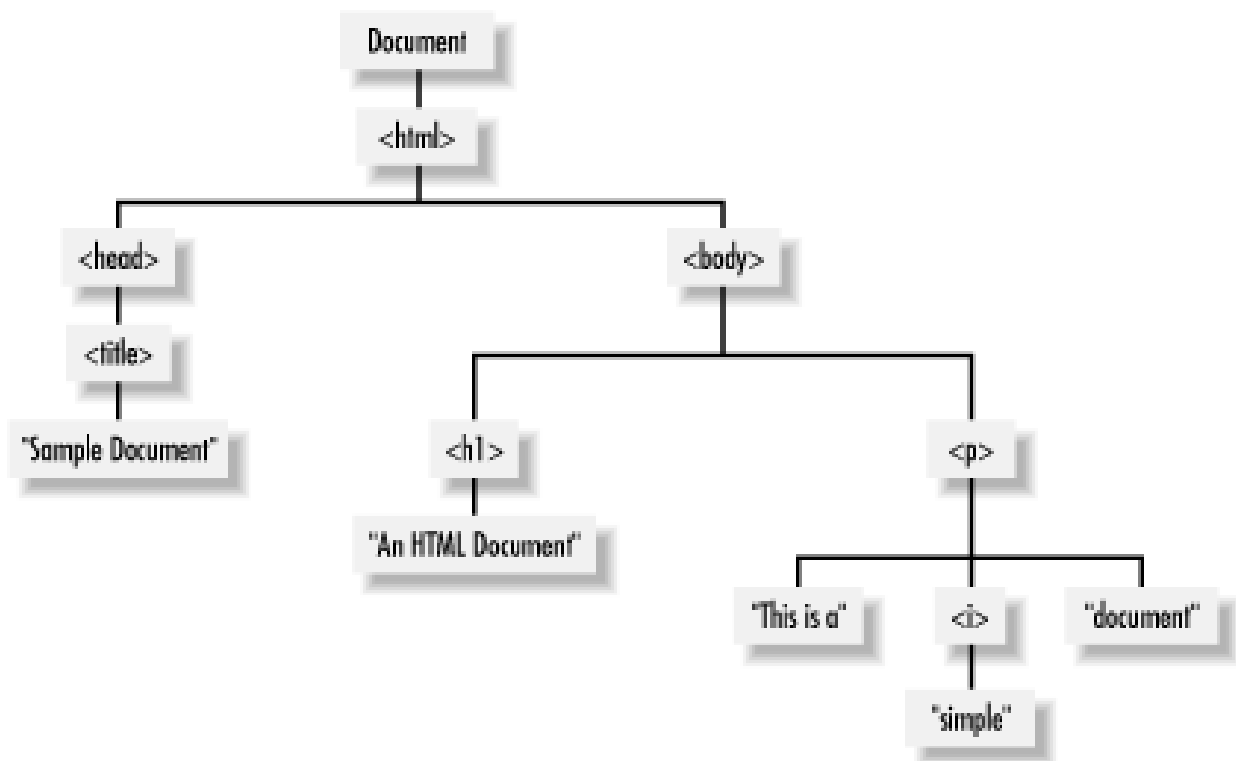 Document
<html>
<head>
<body>
<title>
"Sample Document"
<h1>
<p>
"An HTML Document"
"This is a"
<i>
"document"
"simple"